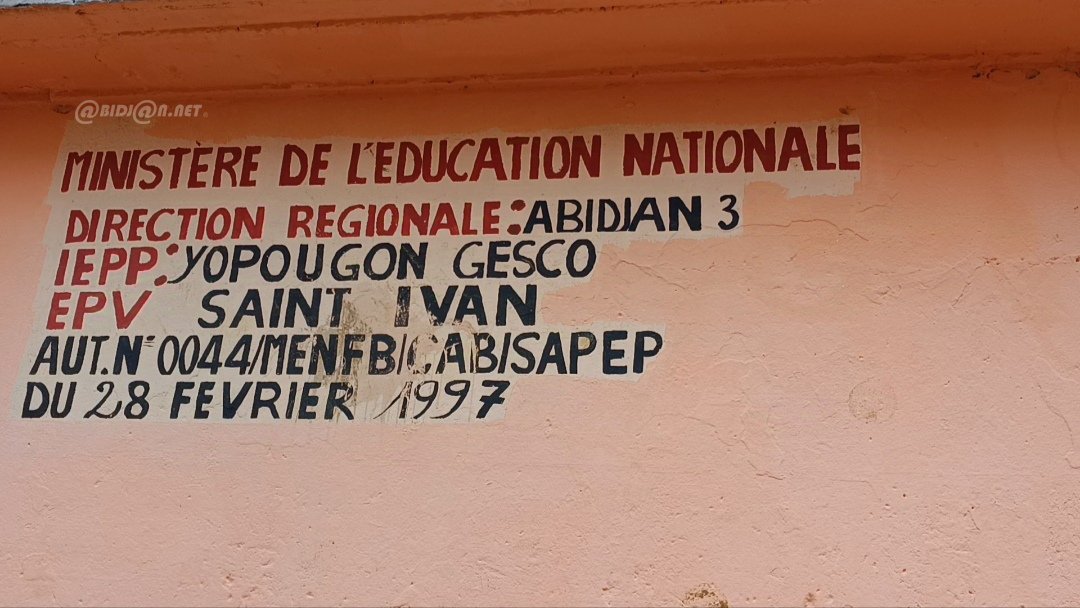 @BIDJ@N.NET
MINISTÈRE DE L'EDUCATION NATIONALE
DIRECTION REGIONALE: ABIDJAN 3
IEPP: YOPOUGON GESCO
EPV SAINT IVAN
AUT.N° 0044/MENFB/CAB/SAPEP
DU 28 FEVRIER 1997